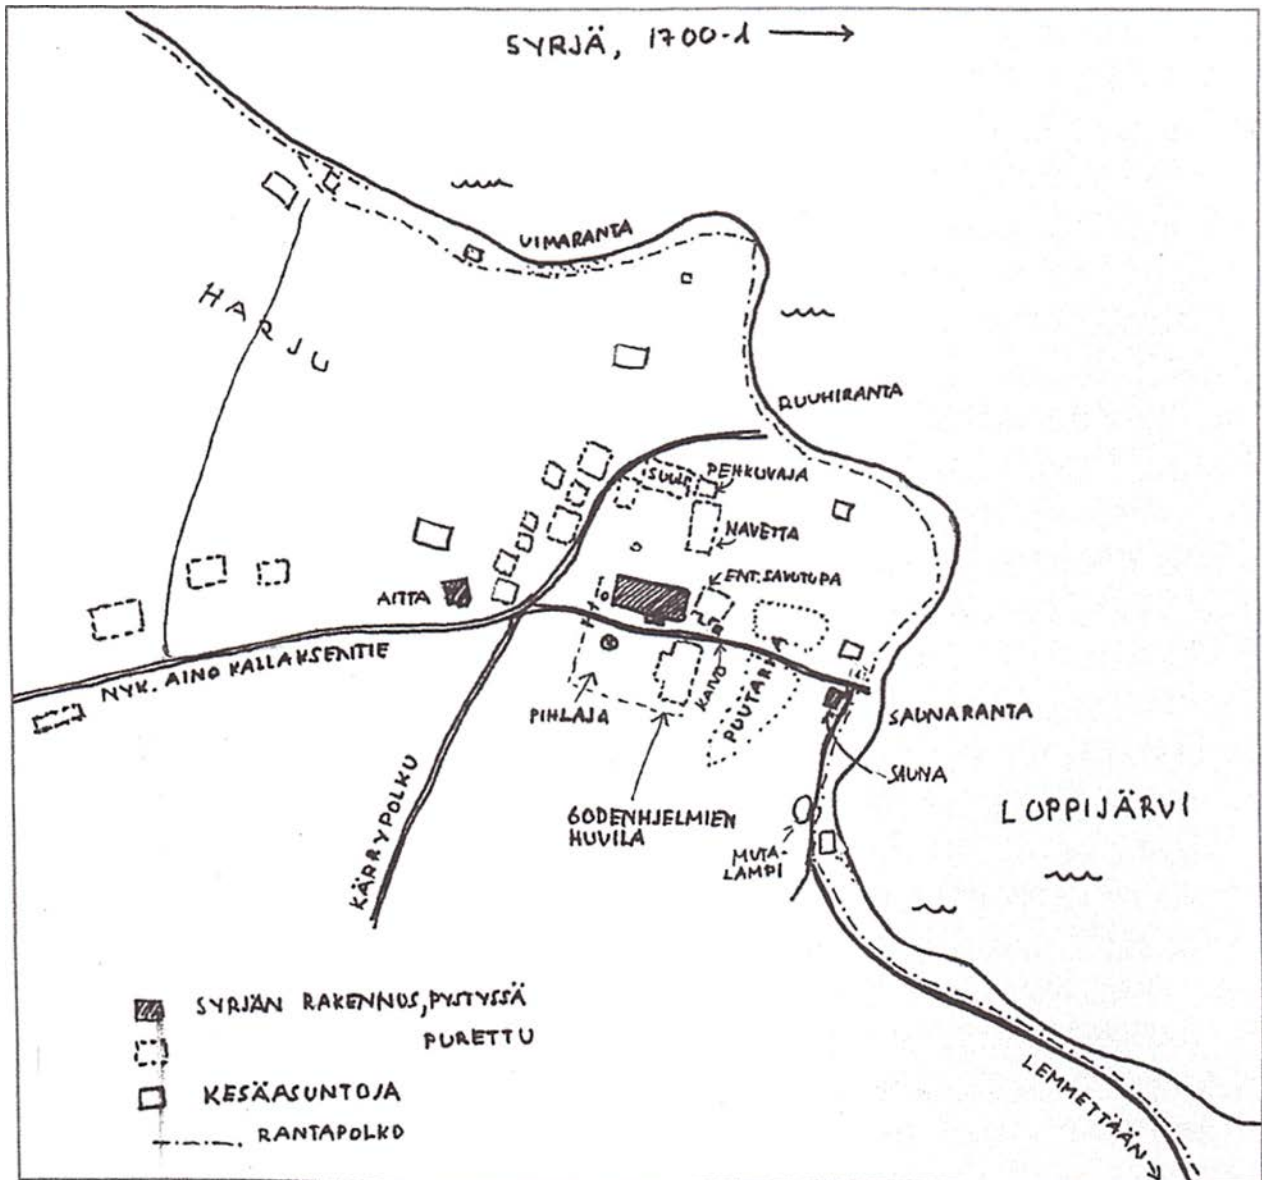 SYRJÄ, 1700-l
UIMARANTA
HARJU
RUUHIRANTA
SUULI
PEHKUVAJA
NAVETTA
ENT. SAVUTUPA
AITTA
NYK. AINO KALLAKSENTIE
PIHLAJA
KAIVO
PUUTARHA
SAUNARANTA
SAUNA
KÄRRYPOLKU
GODENHJELMIEN
HUVILA
MUTA-
LAMPI
LOPPIJÄRVI
SYRJÄN RAKENNUS, PYSTYSSÄ
PURETTU
KESÄASUNTOJA
RANTAPOLKU
LEMMETTÄÄN